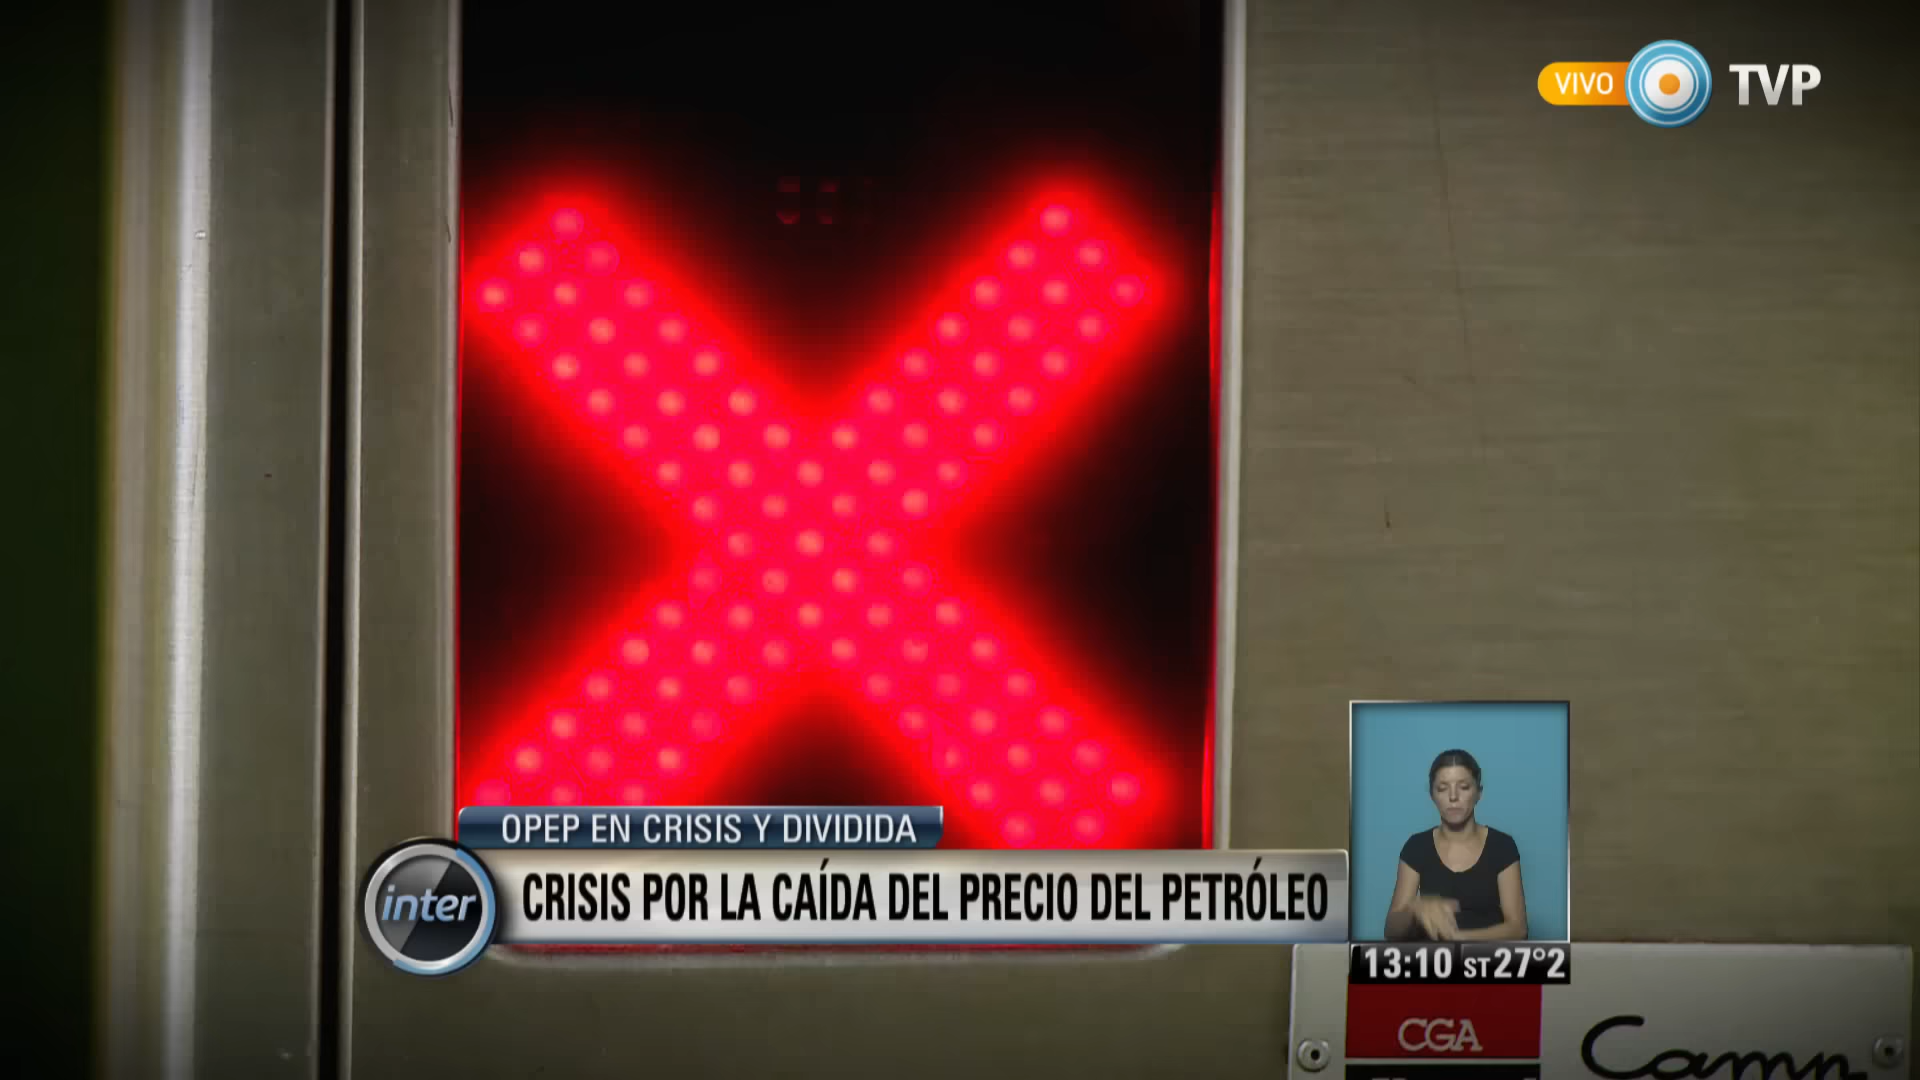 VIVO TVP
OPEP EN CRISIS Y DIVIDIDA
inter
CRISIS POR LA CAÍDA DEL PRECIO DEL PETRÓLEO
13:10 ST 27°2
CGA